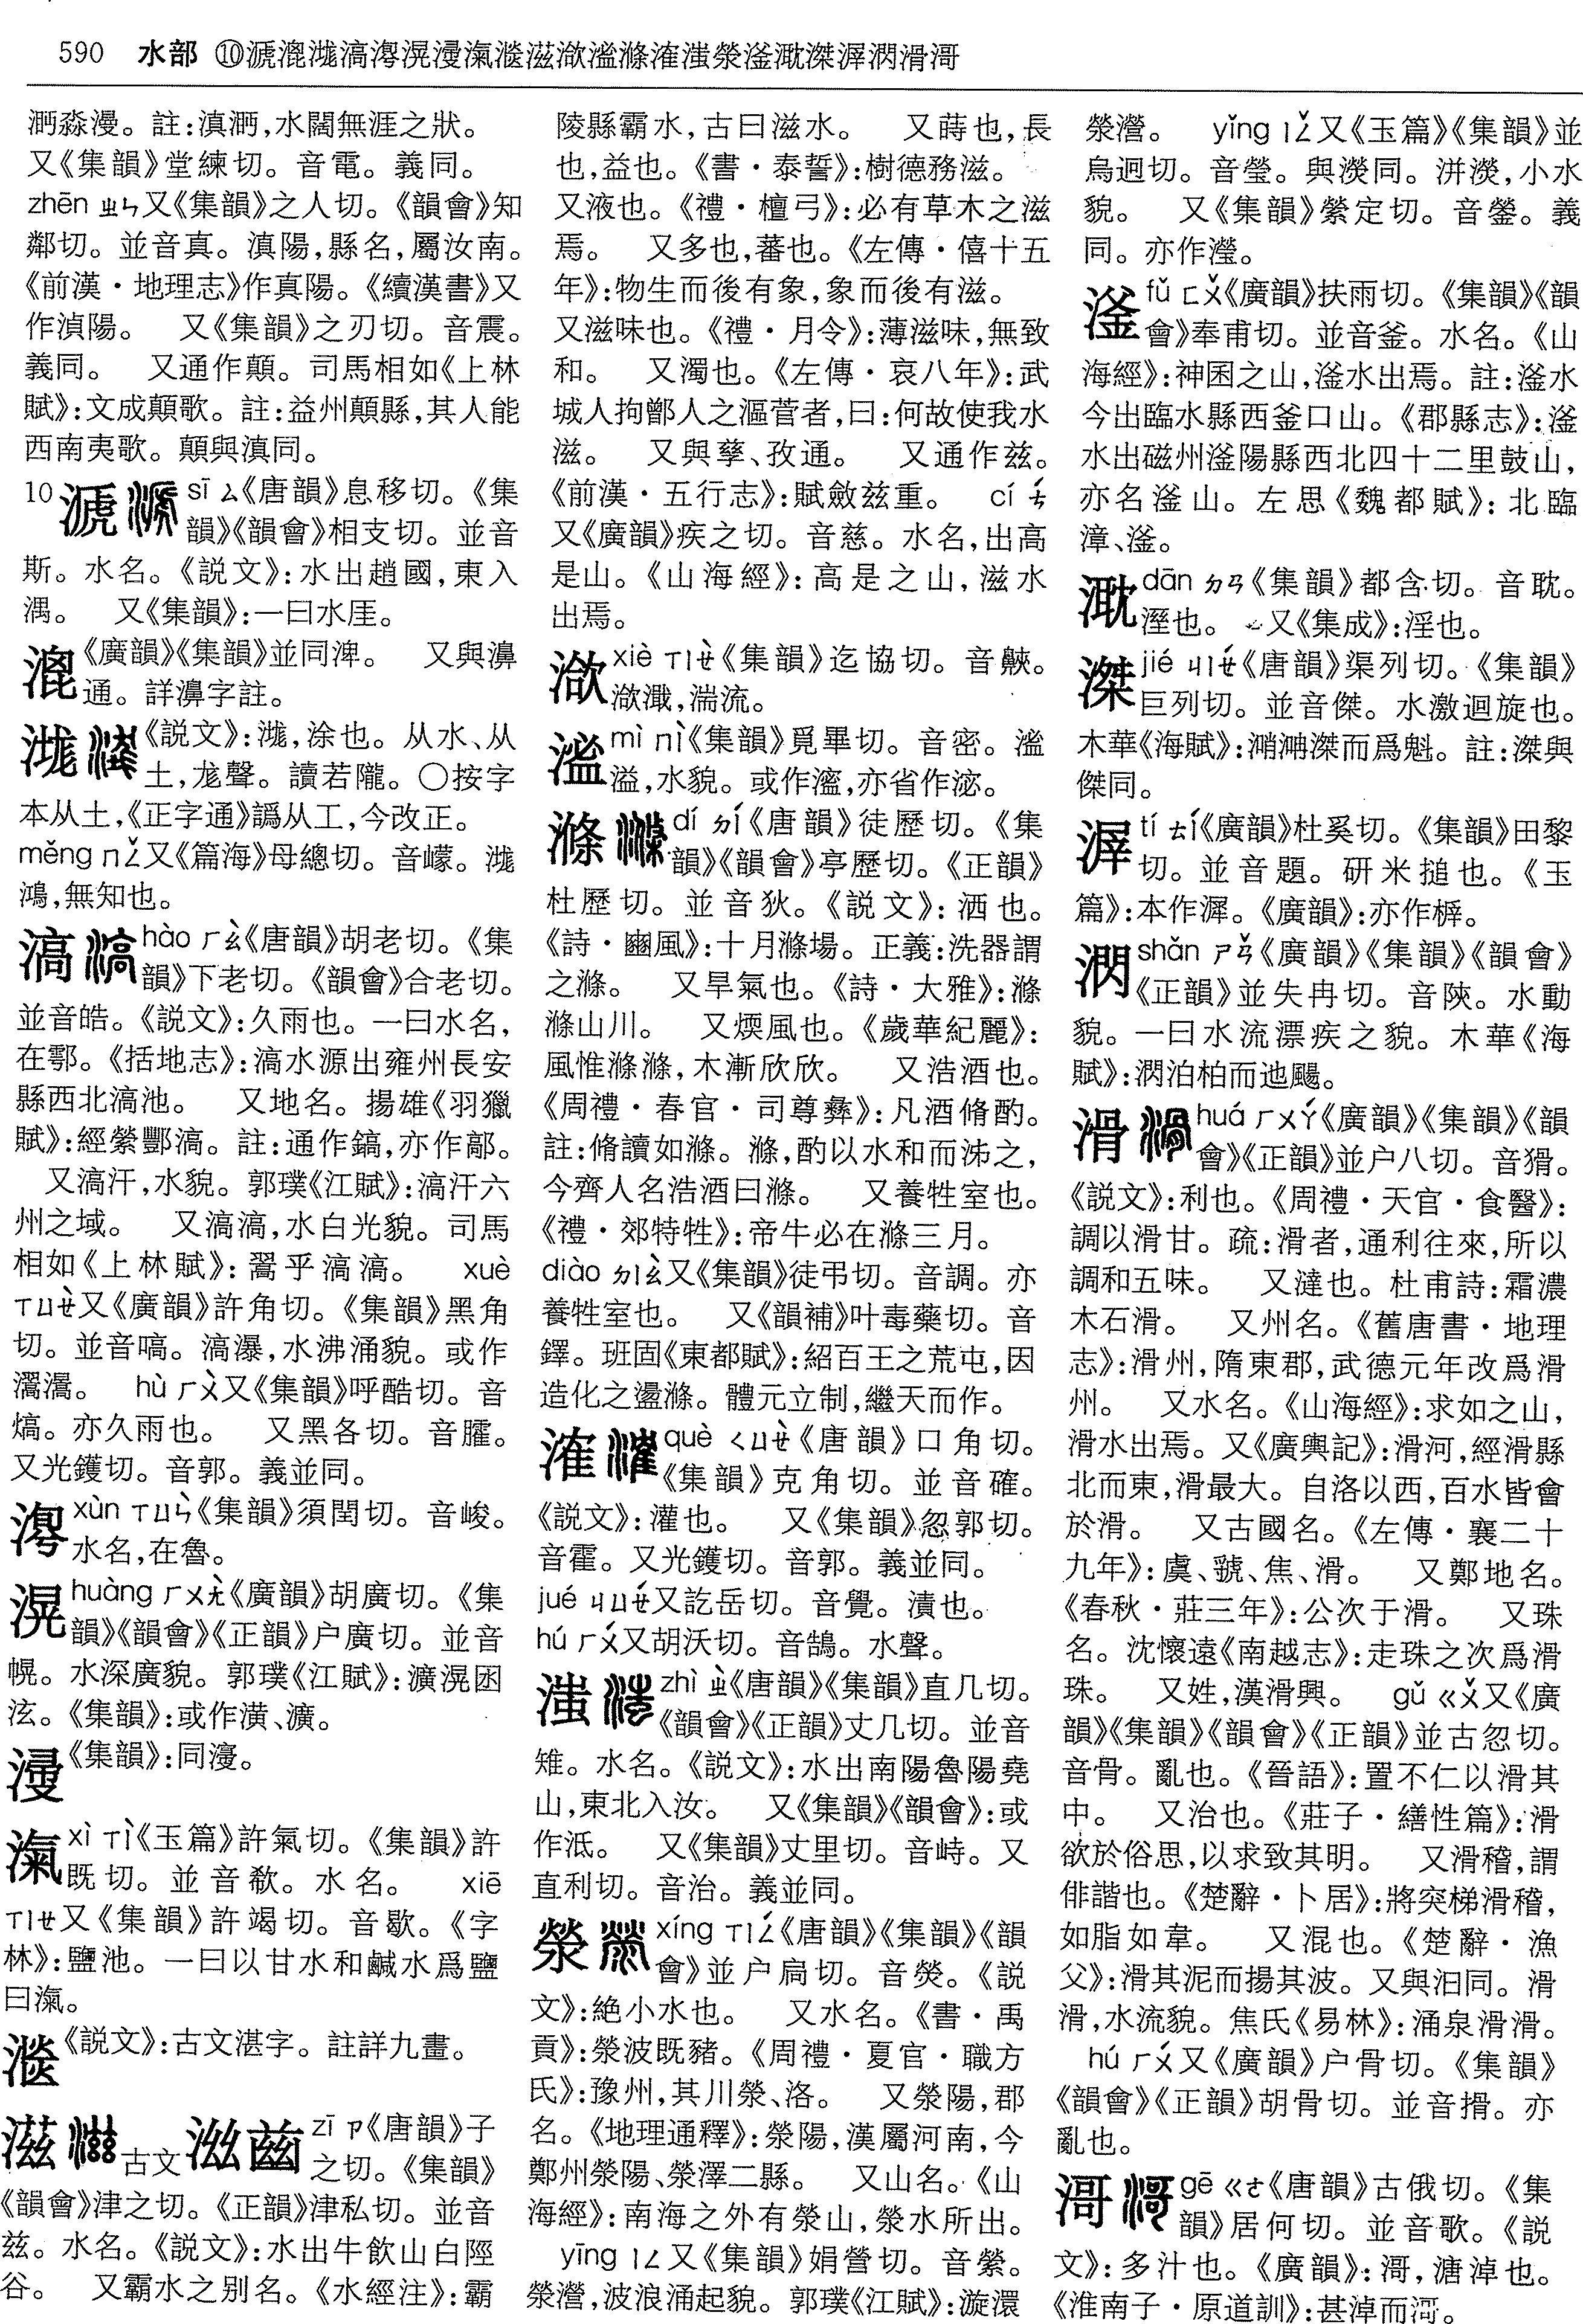 590 水部 ⑩漇滬㳥滈滜滉漫滊滋滋滧滵滌漼滍滎滏滭滐漽潤滑滒
沔淼漫。註:滇沔,水闊無涯之狀。
又《集韻》堂練切。音電。義同。
zhēn ㄓㄣ又《集韻》之人切。《韻會》知
鄰切。並音真。滇陽,縣名,屬汝南。
《前漢·地理志》作真陽。《續漢書》又
作湞陽。 又《集韻》之刃切。音震。
義同。 又通作顛。司馬相如《上林
賦》:文成顛歌。註:益州顛縣,其人能
西南夷歌。顛與滇同。
10 sī ㄙ《唐韻》息移切。《集
韻》《韻會》相支切。並音
斯。水名。《説文》:水出趙國,東入
渦。 又《集韻》:一曰水厓。
《廣韻》《集韻》並同渒。 又與濞
通。詳濞字註。
《説文》: 涂也。从水、从
土,尨聲。讀若隴。〇按字
本从土,《正字通》譌从工,今改正。
měng ㄇㄥˇ又《篇海》母總切。音幪。
鴻,無知也。
滈 hào ㄏㄠˋ《唐韻》胡老切。《集
韻》下老切。《韻會》合老切。
並音皓。《説文》:久雨也。一曰水名,
在鄠。《括地志》:滈水源出雍州長安
縣西北滈池。 又地名。揚雄《羽獵
賦》:經縈酆滈。註:通作鎬,亦作鄗。
又滈汗,水貌。郭璞《江賦》:滈汗六
州之域。 又滈滈,水白光貌。司馬
相如《上林賦》:翯乎滈滈。 xuè
ㄒㄩㄝˋ又《廣韻》許角切。《集韻》黑角
切。並音嗃。滈瀑,水沸涌貌。或作
hù ㄏㄨˋ又《集韻》呼酷切。音
熇。亦久雨也。 又黑各切。音臛。
又光鑊切。音郭。義並同。
xùn ㄒㄩㄣˋ《集韻》須閏切。音峻。
水名,在魯。
滉 huàng ㄏㄨㄤˋ《廣韻》胡廣切。《集
韻》《韻會》《正韻》户廣切。並音
幌。水深廣貌。郭璞《江賦》:瀇滉囦
泫。《集韻》:或作潢、瀇。
《集韻》:同濅。
滊 xì ㄒㄧˋ《玉篇》許氣切。《集韻》許
既切。並音欷。水名。 xiē
ㄒㄧㄝ又《集韻》許竭切。音歇。《字
林》:鹽池。一曰以甘水和鹹水爲鹽
曰滊。
《説文》:古文湛字。註詳九畫。
滋 古文 zī ㄗ《唐韻》子
之切。《集韻》
《韻會》津之切。《正韻》津私切。並音
兹。水名。《説文》:水出牛飲山白陘
谷。 又霸水之别名。《水經注》:霸
陵縣霸水,古曰滋水。 又蒔也,長
也,益也。《書·泰誓》:樹德務滋。
又液也。《禮·檀弓》:必有草木之滋
焉。 又多也,蕃也。《左傳·僖十五
年》:物生而後有象,象而後有滋。
又滋味也。《禮·月令》:薄滋味,無致
和。 又濁也。《左傳·哀八年》:武
城人拘鄫人之漚菅者,曰:何故使我水
滋。 又與孳、孜通。 又通作兹。
《前漢·五行志》:賦斂兹重。 cí ㄘˊ
又《廣韻》疾之切。音慈。水名,出高
是山。《山海經》:高是之山,滋水
出焉。
xiè ㄒㄧㄝˋ《集韻》迄協切。音
濈,湍流。
mì ㄇㄧˋ《集韻》覓畢切。音密。
溢,水貌。或作滵,亦省作泌。
滌 dí ㄉㄧˊ《唐韻》徒歷切。《集
韻》《韻會》亭歷切。《正韻》
杜歷切。並音狄。《説文》:洒也。
《詩·豳風》:十月滌場。正義:洗器謂
之滌。 又旱氣也。《詩·大雅》:滌
滌山川。 又煗風也。《歲華紀麗》:
風惟滌滌,木漸欣欣。 又浩酒也。
《周禮·春官·司尊彝》:凡酒脩酌。
註:脩讀如滌。滌,酌以水和而泲之,
今齊人名浩酒曰滌。 又養牲室也。
《禮·郊特牲》:帝牛必在滌三月。
diào ㄉㄧㄠˋ又《集韻》徒弔切。音調。亦
養牲室也。 又《韻補》叶毒藥切。音
鐸。班固《東都賦》:紹百王之荒屯,因
造化之盪滌。體元立制,繼天而作。
 què ㄑㄩㄝˋ《唐韻》口角切。
《集韻》克角切。並音確。
《説文》:灌也。 又《集韻》忽郭切。
音霍。又光鑊切。音郭。義並同。
jué ㄐㄩㄝˊ又訖岳切。音覺。漬也。
hú ㄏㄨˊ又胡沃切。音鵠。水聲。
滍 zhì ㄓˋ《唐韻》《集韻》直几切。
《韻會》《正韻》丈几切。並音
雉。水名。《説文》:水出南陽魯陽堯
山,東北入汝。 又《集韻》《韻會》:或
作泜。 又《集韻》丈里切。音峙。又
直利切。音治。義並同。
滎 xíng ㄒㄧㄥˊ《唐韻》《集韻》《韻
會》並户扃切。音熒。《説
文》:絶小水也。 又水名。《書·禹
貢》:滎波既豬。《周禮·夏官·職方
氏》:豫州,其川滎、洛。 又滎陽,郡
名。《地理通釋》:滎陽,漢屬河南,今
鄭州滎陽、滎澤二縣。 又山名。《山
海經》:南海之外有滎山,滎水所出。
yīng ㄧㄥ又《集韻》娟營切。音縈。
滎濴,波浪涌起貌。郭璞《江賦》:漩澴
滎瀯。 yǐng ㄧㄥˇ又《玉篇》《集韻》並
烏迥切。音瑩。與濙同。洴濙,小水
貌。 又《集韻》縈定切。音鎣。義
同。亦作瀅。
滏 fǔ ㄈㄨˇ《廣韻》扶雨切。《集韻》《韻
會》奉甫切。並音釜。水名。《山
海經》:神囷之山,滏水出焉。註:滏水
今出臨水縣西釜口山。《郡縣志》:滏
水出磁州滏陽縣西北四十二里鼓山,
亦名滏山。左思《魏都賦》:北臨
漳、滏。
dān ㄉㄢ《集韻》都含切。音耽。
溼也。 又《集成》:淫也。
滐 jié ㄐㄧㄝˊ《唐韻》渠列切。《集韻》
巨列切。並音傑。水激迴旋也。
木華《海賦》: 滐而爲魁。註:滐與
傑同。
tí ㄊㄧˊ《廣韻》杜奚切。《集韻》田黎
切。並音題。研米搥也。《玉
篇》:本作 《廣韻》:亦作
shǎn ㄕㄢˇ《廣韻》《集韻》《韻會》
《正韻》並失冉切。音陝。水動
貌。一曰水流漂疾之貌。木華《海
賦》: 泊柏而迆颺。
滑 huá ㄏㄨㄚˊ《廣韻》《集韻》《韻
會》《正韻》並户八切。音猾。
《説文》:利也。《周禮·天官·食醫》:
調以滑甘。疏:滑者,通利往來,所以
調和五味。 又澾也。杜甫詩:霜濃
木石滑。 又州名。《舊唐書·地理
志》:滑州,隋東郡,武德元年改爲滑
州。 又水名。《山海經》:求如之山,
滑水出焉。又《廣輿記》:滑河,經滑縣
北而東,滑最大。自洛以西,百水皆會
於滑。 又古國名。《左傳·襄二十
九年》:虞、虢、焦、滑。 又鄭地名。
《春秋·莊三年》:公次于滑。 又珠
名。沈懷遠《南越志》:走珠之次爲滑
珠。 又姓,漢滑興。 gǔ ㄍㄨˇ又《廣
韻》《集韻》《韻會》《正韻》並古忽切。
音骨。亂也。《晉語》:置不仁以滑其
中。 又治也。《莊子·繕性篇》:滑
欲於俗思,以求致其明。 又滑稽,謂
俳諧也。《楚辭·卜居》:將突梯滑稽,
如脂如韋。 又混也。《楚辭·漁
父》:滑其泥而揚其波。又與汩同。滑
滑,水流貌。焦氏《易林》:涌泉滑滑。
hú ㄏㄨˊ又《廣韻》户骨切。《集韻》
《韻會》《正韻》胡骨切。並音搰。亦
亂也。
滒 gē ㄍㄜ《唐韻》古俄切。《集
韻》居何切。並音歌。《説
文》:多汁也。《廣韻》:滒,溏淖也。
《淮南子·原道訓》:甚淖而滒。